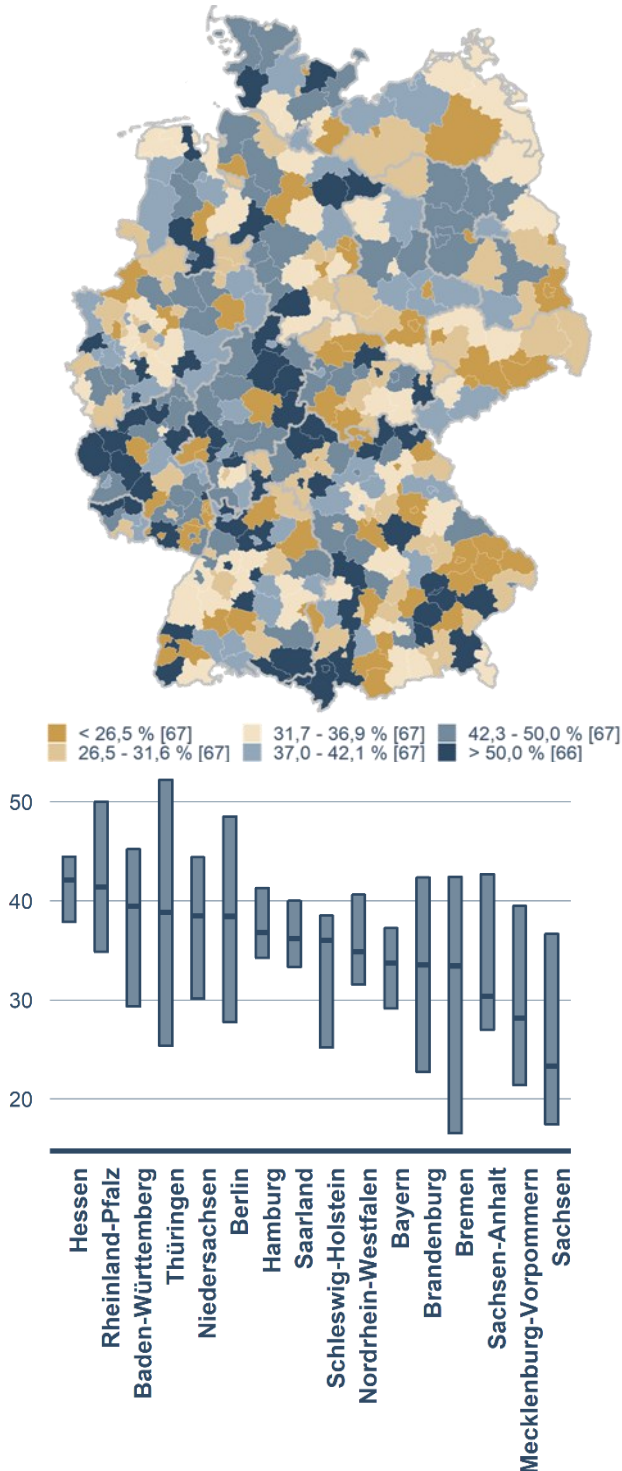 < 26,5 % [67] 31,7 - 36,9 % [67] 42,3 - 50,0 % [67]
26,5 - 31,6 % [67] 37,0 - 42,1 % [67] > 50,0 % [66]
50
40
30
20
Hessen
Rheinland-Pfalz
Baden-Württemberg
Thüringen
Niedersachsen
Berlin
Hamburg
Saarland
Schleswig-Holstein
Nordrhein-Westfalen
Bayern
Brandenburg
Bremen
Sachsen-Anhalt
Mecklenburg-Vorpommern
Sachsen